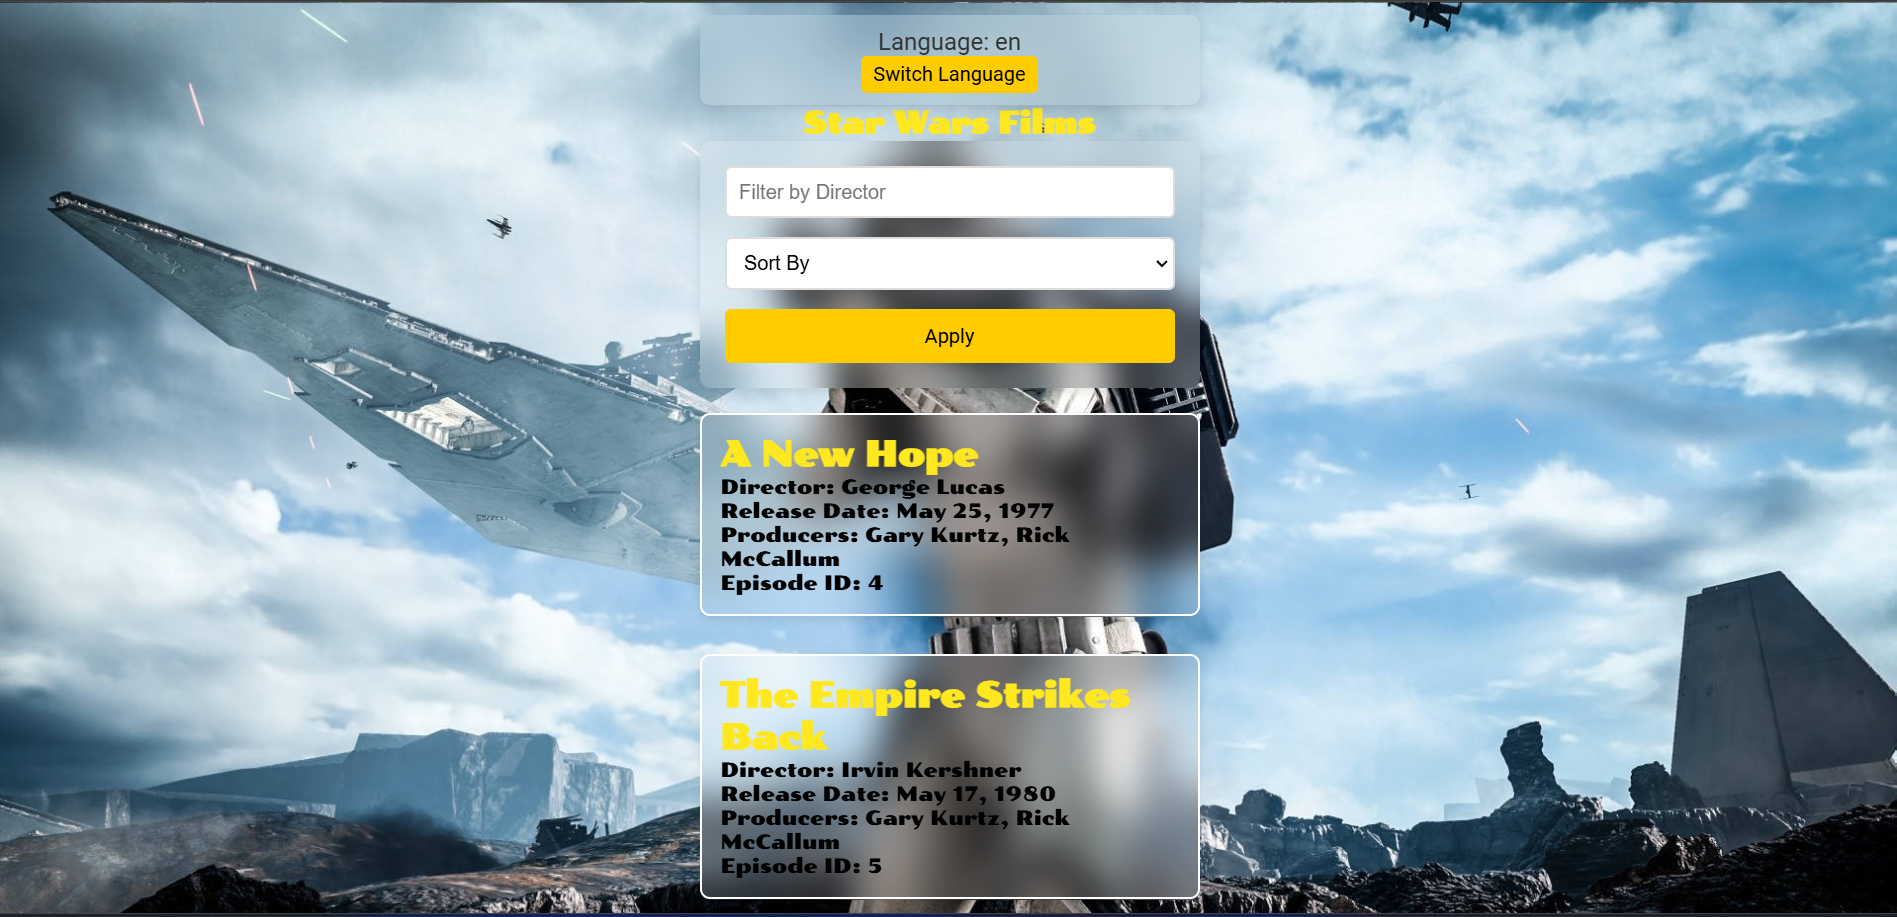 Language: en
Switch Language
Star Wars Films
Filter by Director
Sort By
Apply
A New Hope
Director: George Lucas
Release Date: May 25, 1977
Producers: Gary Kurtz, Rick
McCallum
Episode ID: 4
The Empire Strikes
Back
Director: Irvin Kershner
Release Date: May 17, 1980
Producers: Gary Kurtz, Rick
McCallum
Episode ID: 5